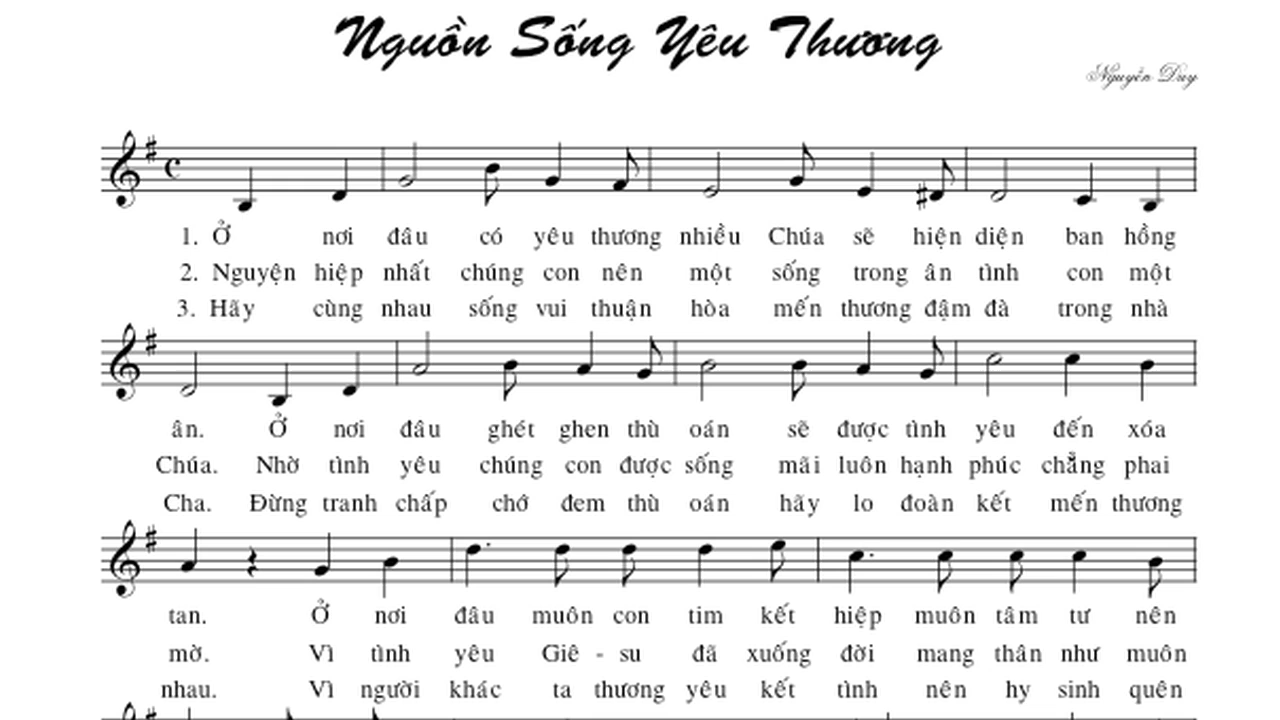 Nguồn Sống Yêu Thương
Nguyễn Duy
1. Ở nơi đâu có yêu thương nhiều Chúa sẽ hiện diện ban hồng
2. Nguyện hiệp nhất chúng con nên một sống trong ân tình con một
3. Hãy cùng nhau sống vui thuận hòa mến thương đậm đà trong nhà
ân. Ở nơi đâu ghét ghen thù oán sẽ được tình yêu đến xóa
Chúa. Nhờ tình yêu chúng con được sống mãi luôn hạnh phúc chẳng phai
Cha. Đừng tranh chấp chớ đem thù oán hãy lo đoàn kết mến thương
tan. Ở nơi đâu muôn con tim kết hiệp muôn tâm tư nên
mờ. Vì tình yêu Giê - su đã xuống đời mang thân như muôn
nhau. Vì người khác ta thương yêu kết tình nên hy sinh quên